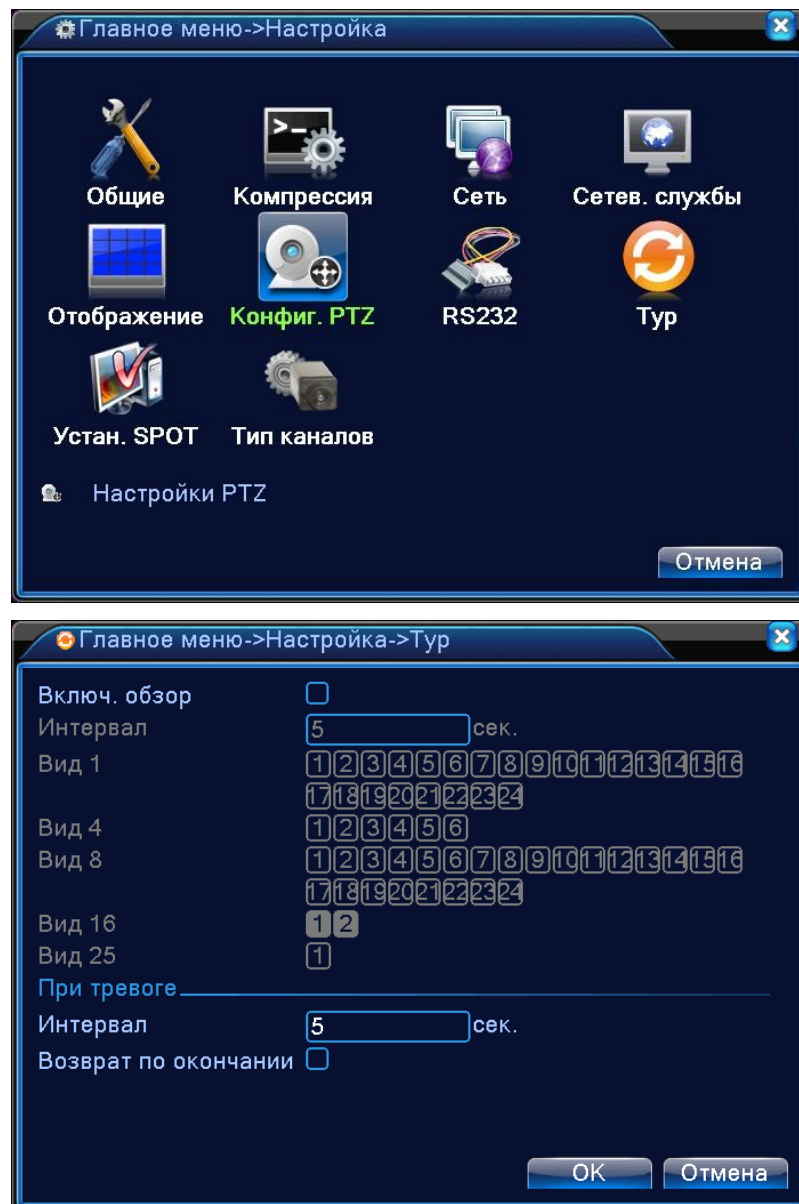 Главное меню->Настройка
Общие Компрессия Сеть Сетев. службы
Отображение Конфиг. PTZ RS232 Тур
Устан. SPOT Тип каналов
Настройки PTZ
Отмена
Главное меню->Настройка->Тур
Включ. обзор
Интервал 5 сек.
Вид 1 1 2 3 4 5 6 7 8 9 10 11 12 13 14 15 16
17 18 19 20 21 22 23 24
Вид 4 1 2 3 4 5 6
Вид 8 1 2 3 4 5 6 7 8 9 10 11 12 13 14 15 16
17 18 19 20 21 22 23 24
Вид 16 1 2
Вид 25 1
При тревоге
Интервал 5 сек.
Возврат по окончании
OK Отмена